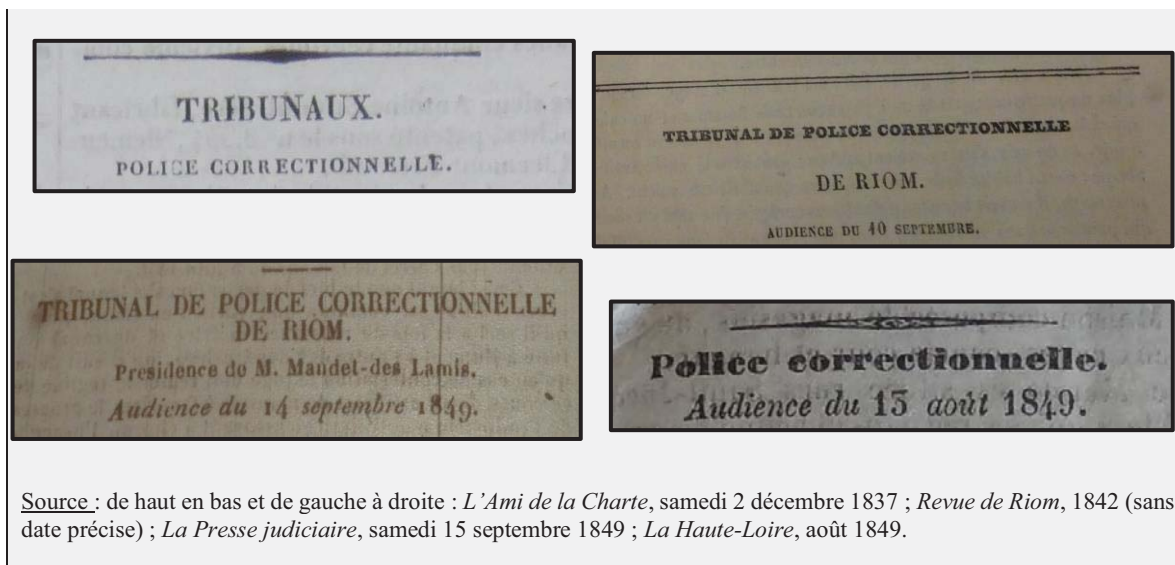 TRIBUNAUX.
POLICE CORRECTIONNELLE.
TRIBUNAL DE POLICE CORRECTIONNELLE
DE RIOM.
AUDIENCE DU 10 SEPTEMBRE.
TRIBUNAL DE POLICE CORRECTIONNELLE
DE RIOM.
Presidence de M. Mandel-des Lamis.
Audience du 14 septembre 1849.
Police correctionnelle.
Audience du 13 août 1849.
Source : de haut en bas et de gauche à droite : L’Ami de la Charte, samedi 2 décembre 1837 ; Revue de Riom, 1842 (sans
date précise) ; La Presse judiciaire, samedi 15 septembre 1849 ; La Haute-Loire, août 1849.